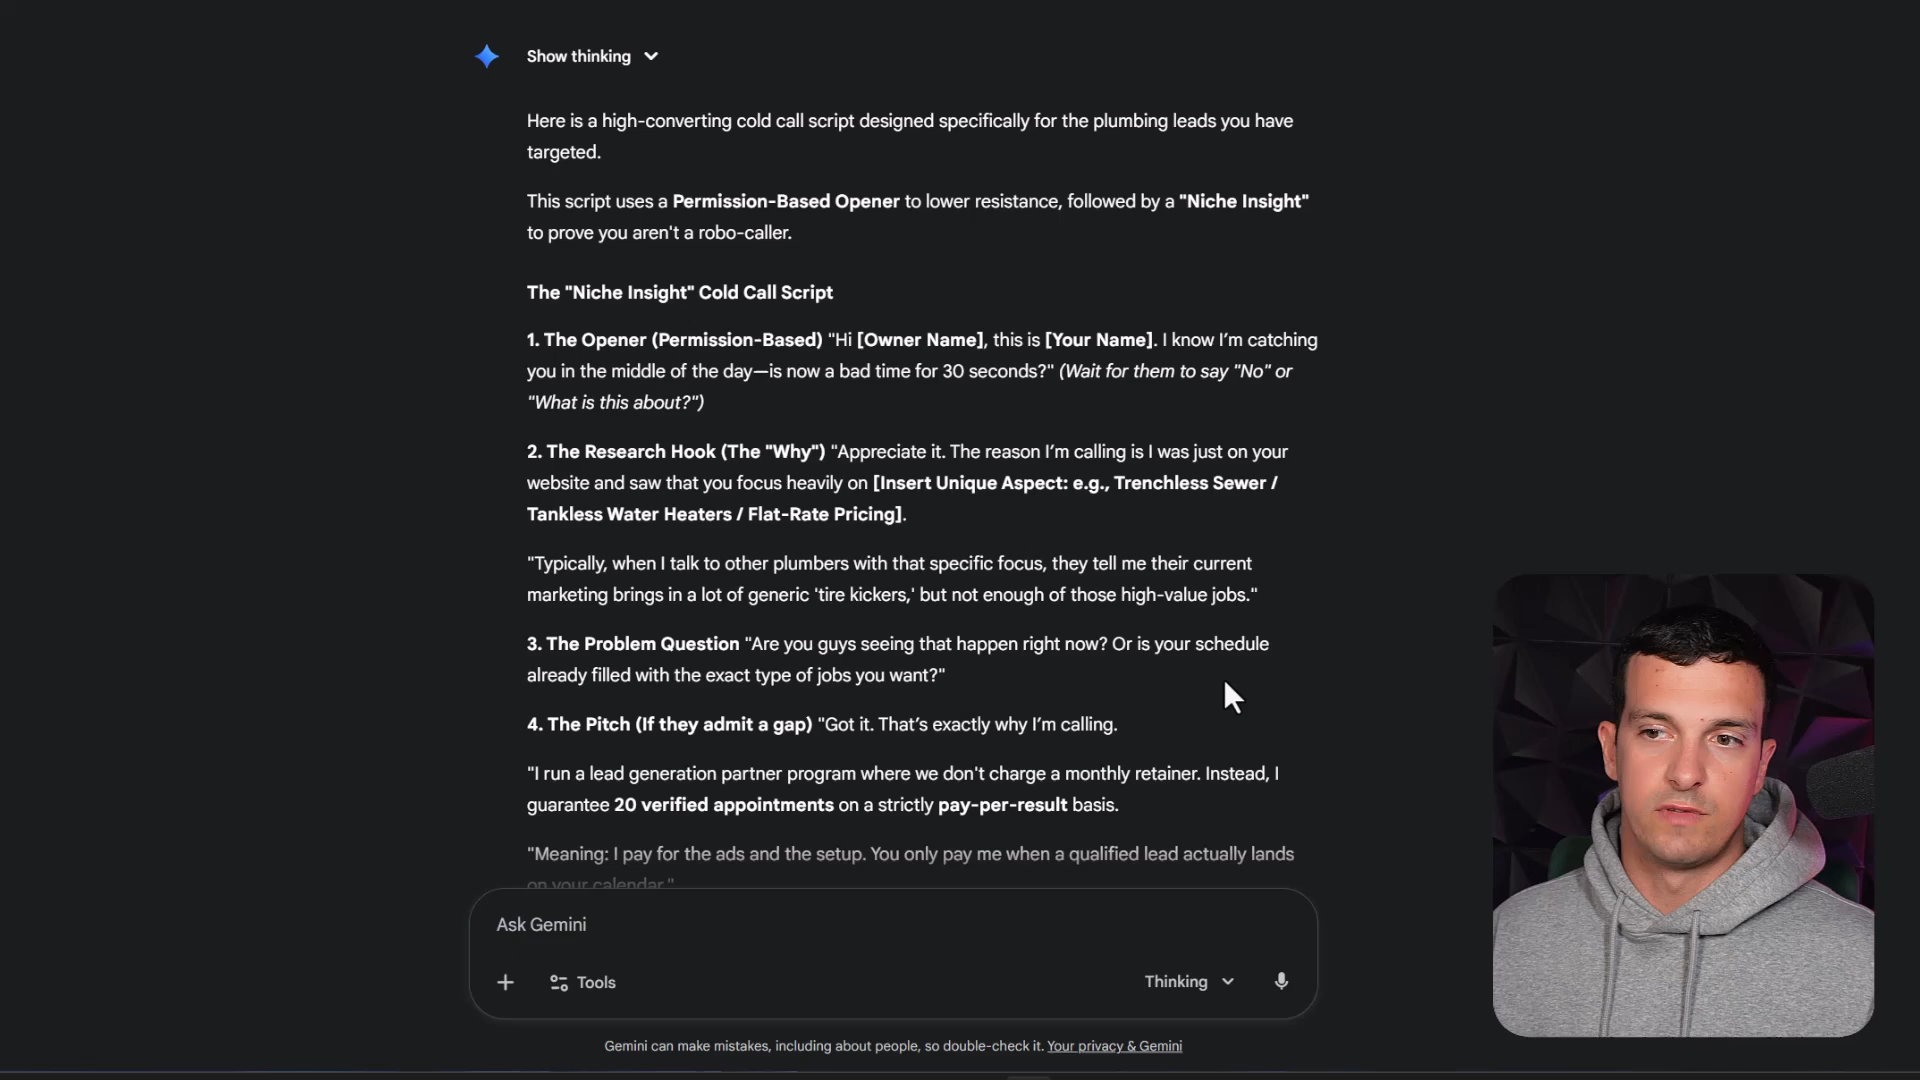 Show thinking
Here is a high-converting cold call script designed specifically for the plumbing leads you have
targeted.
This script uses a Permission-Based Opener to lower resistance, followed by a "Niche Insight"
to prove you aren't a robo-caller.
The "Niche Insight" Cold Call Script
1. The Opener (Permission-Based) "Hi [Owner Name], this is [Your Name]. I know I’m catching
you in the middle of the day—is now a bad time for 30 seconds?" (Wait for them to say "No" or
"What is this about?")
2. The Research Hook (The "Why") "Appreciate it. The reason I’m calling is I was just on your
website and saw that you focus heavily on [Insert Unique Aspect: e.g., Trenchless Sewer /
Tankless Water Heaters / Flat-Rate Pricing].
"Typically, when I talk to other plumbers with that specific focus, they tell me their current
marketing brings in a lot of generic 'tire kickers,' but not enough of those high-value jobs."
3. The Problem Question "Are you guys seeing that happen right now? Or is your schedule
already filled with the exact type of jobs you want?"
4. The Pitch (If they admit a gap) "Got it. That’s exactly why I’m calling.
"I run a lead generation partner program where we don't charge a monthly retainer. Instead, I
guarantee 20 verified appointments on a strictly pay-per-result basis.
"Meaning: I pay for the ads and the setup. You only pay me when a qualified lead actually lands
on your calendar."
Ask Gemini
Tools
Thinking
Gemini can make mistakes, including about people, so double-check it. Your privacy & Gemini